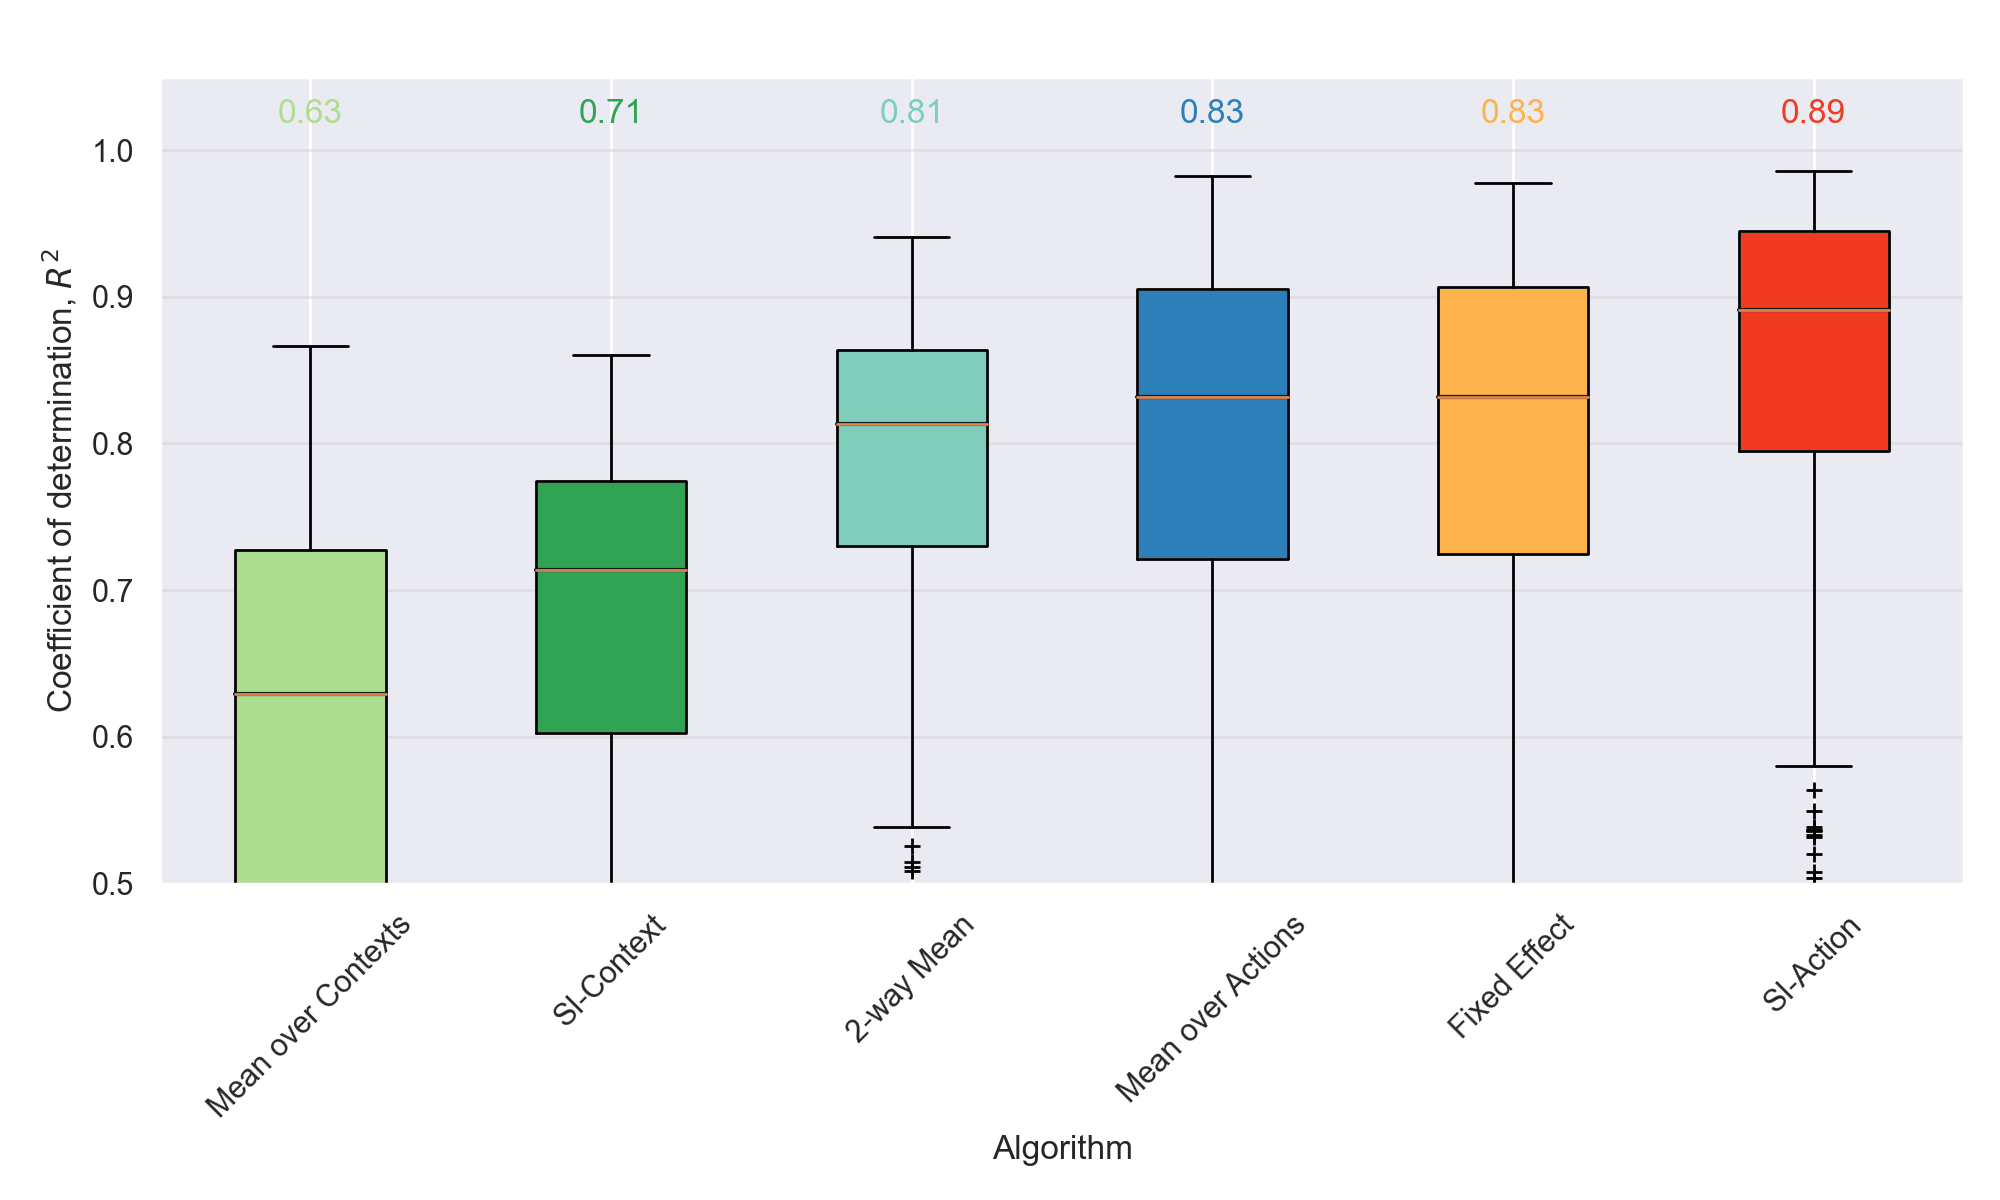 0.63 0.71 0.81 0.83 0.83 0.89
1.0
0.9
0.8
0.7
0.6
0.5
Coefficient of determination, R²
Mean over Contexts
SI-Context
2-way Mean
Mean over Actions
Fixed Effect
SI-Action
Algorithm